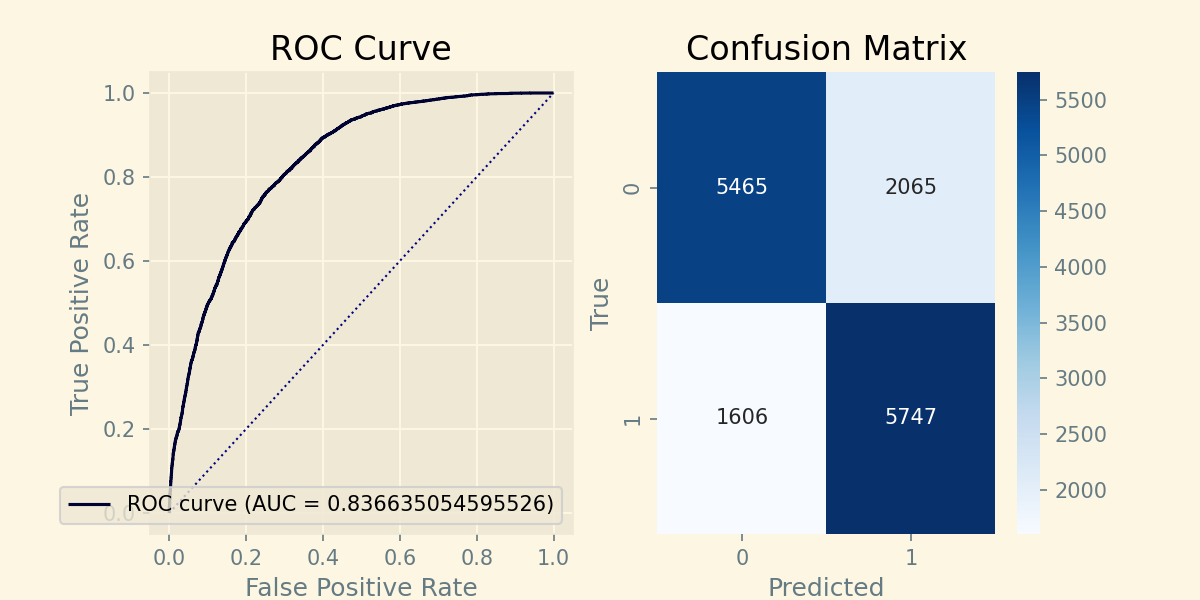 ROC Curve
True Positive Rate
1.0
0.8
0.6
0.4
0.2
0.0
ROC curve (AUC = 0.836635054595526)
0.0 0.2 0.4 0.6 0.8 1.0
False Positive Rate
Confusion Matrix
True
0
1
5465 2065
1606 5747
0 1
Predicted
5500
5000
4500
4000
3500
3000
2500
2000